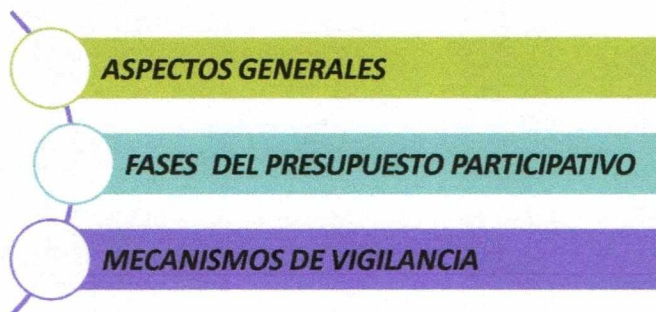 ASPECTOS GENERALES
FASES DEL PRESUPUESTO PARTICIPATIVO
MECANISMOS DE VIGILANCIA